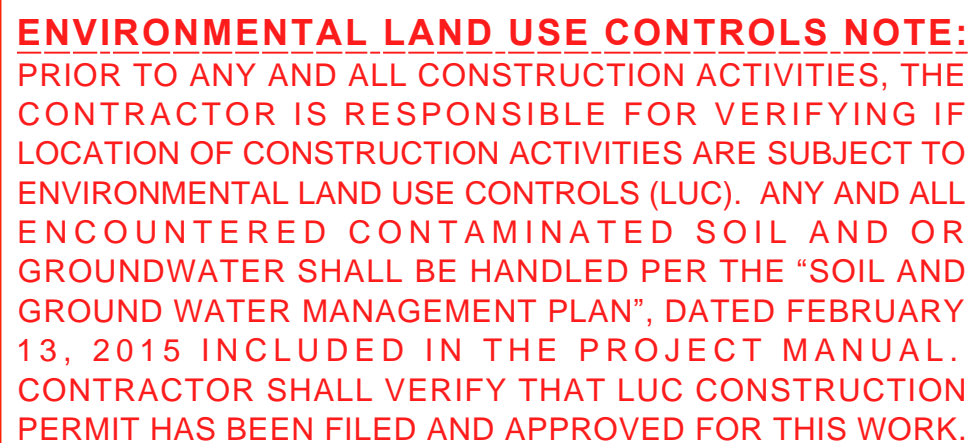 ENVIRONMENTAL LAND USE CONTROLS NOTE:
PRIOR TO ANY AND ALL CONSTRUCTION ACTIVITIES, THE
CONTRACTOR IS RESPONSIBLE FOR VERIFYING IF
LOCATION OF CONSTRUCTION ACTIVITIES ARE SUBJECT TO
ENVIRONMENTAL LAND USE CONTROLS (LUC).  ANY AND ALL
ENCOUNTERED CONTAMINATED SOIL AND OR
GROUNDWATER SHALL BE HANDLED PER THE “SOIL AND
GROUND WATER MANAGEMENT PLAN”, DATED FEBRUARY
13, 2015 INCLUDED IN THE PROJECT MANUAL.
CONTRACTOR SHALL VERIFY THAT LUC CONSTRUCTION
PERMIT HAS BEEN FILED AND APPROVED FOR THIS WORK.